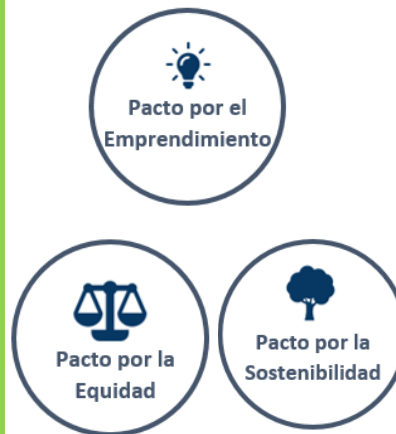 Pacto por el
Emprendimiento
Pacto por la
Equidad
Pacto por la
Sostenibilidad